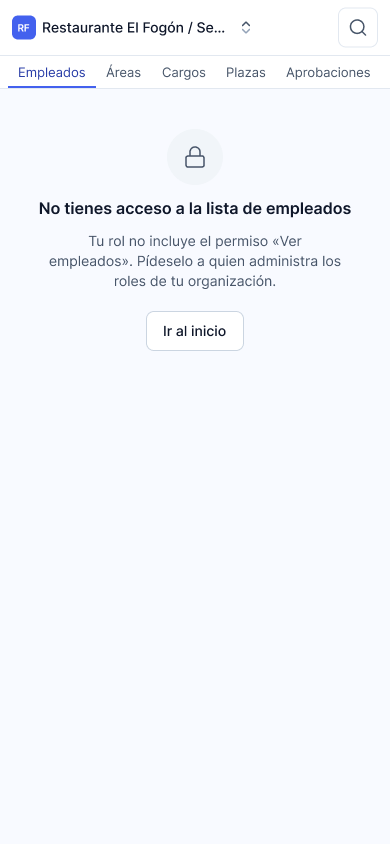 RF Restaurante El Fogón / Se...
Empleados Áreas Cargos Plazas Aprobaciones
No tienes acceso a la lista de empleados
Tu rol no incluye el permiso «Ver
empleados». Pídeselo a quien administra los
roles de tu organización.
Ir al inicio